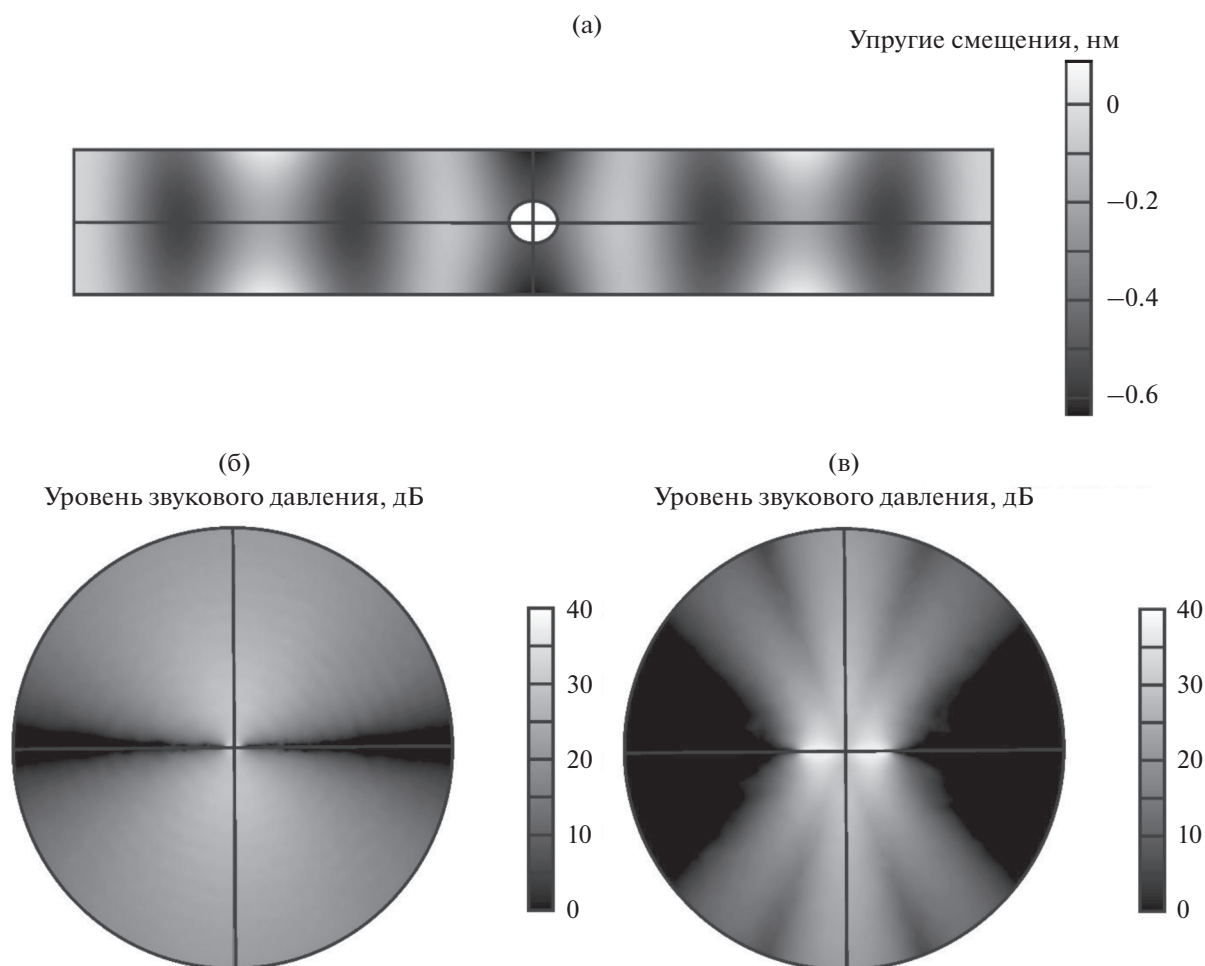 (а)
Упругие смещения, нм
0
−0.2
−0.4
−0.6
(б)
Уровень звукового давления, дБ
40
30
20
10
0
(в)
Уровень звукового давления, дБ
40
30
20
10
0